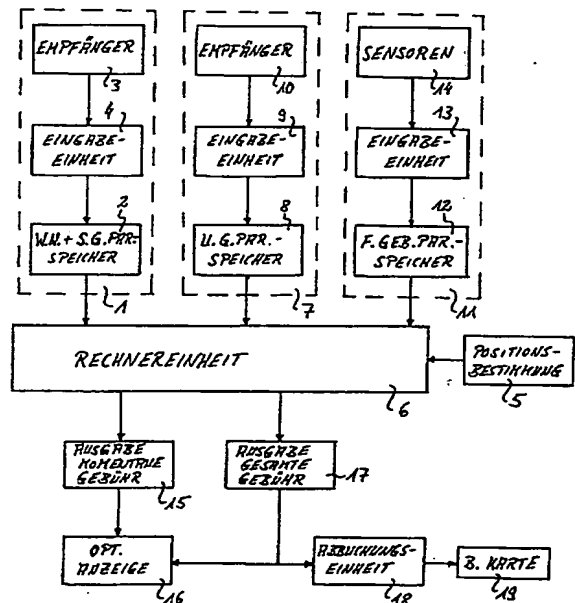 EMPFÄNGER
3
EMPFÄNGER
10
SENSOREN
14
4
EINGABE-
EINHEIT
9
EINGABE-
EINHEIT
13
EINGABE-
EINHEIT
2
W.N.+S.G.PAR.-
SPEICHER
8
U.G.PAR.-
SPEICHER
12
F.GEB.PAR.-
SPEICHER
1
7
11
RECHNEREINHEIT
6
POSITIONS-
BESTIMMUNG
5
AUSGABE
MOMENTANE
GEBÜHR
15
AUSGABE
GESAMTE
GEBÜHR
17
OPT.
ANZEIGE
16
ABBUCHUNGS-
EINHEIT
18
B. KARTE
19